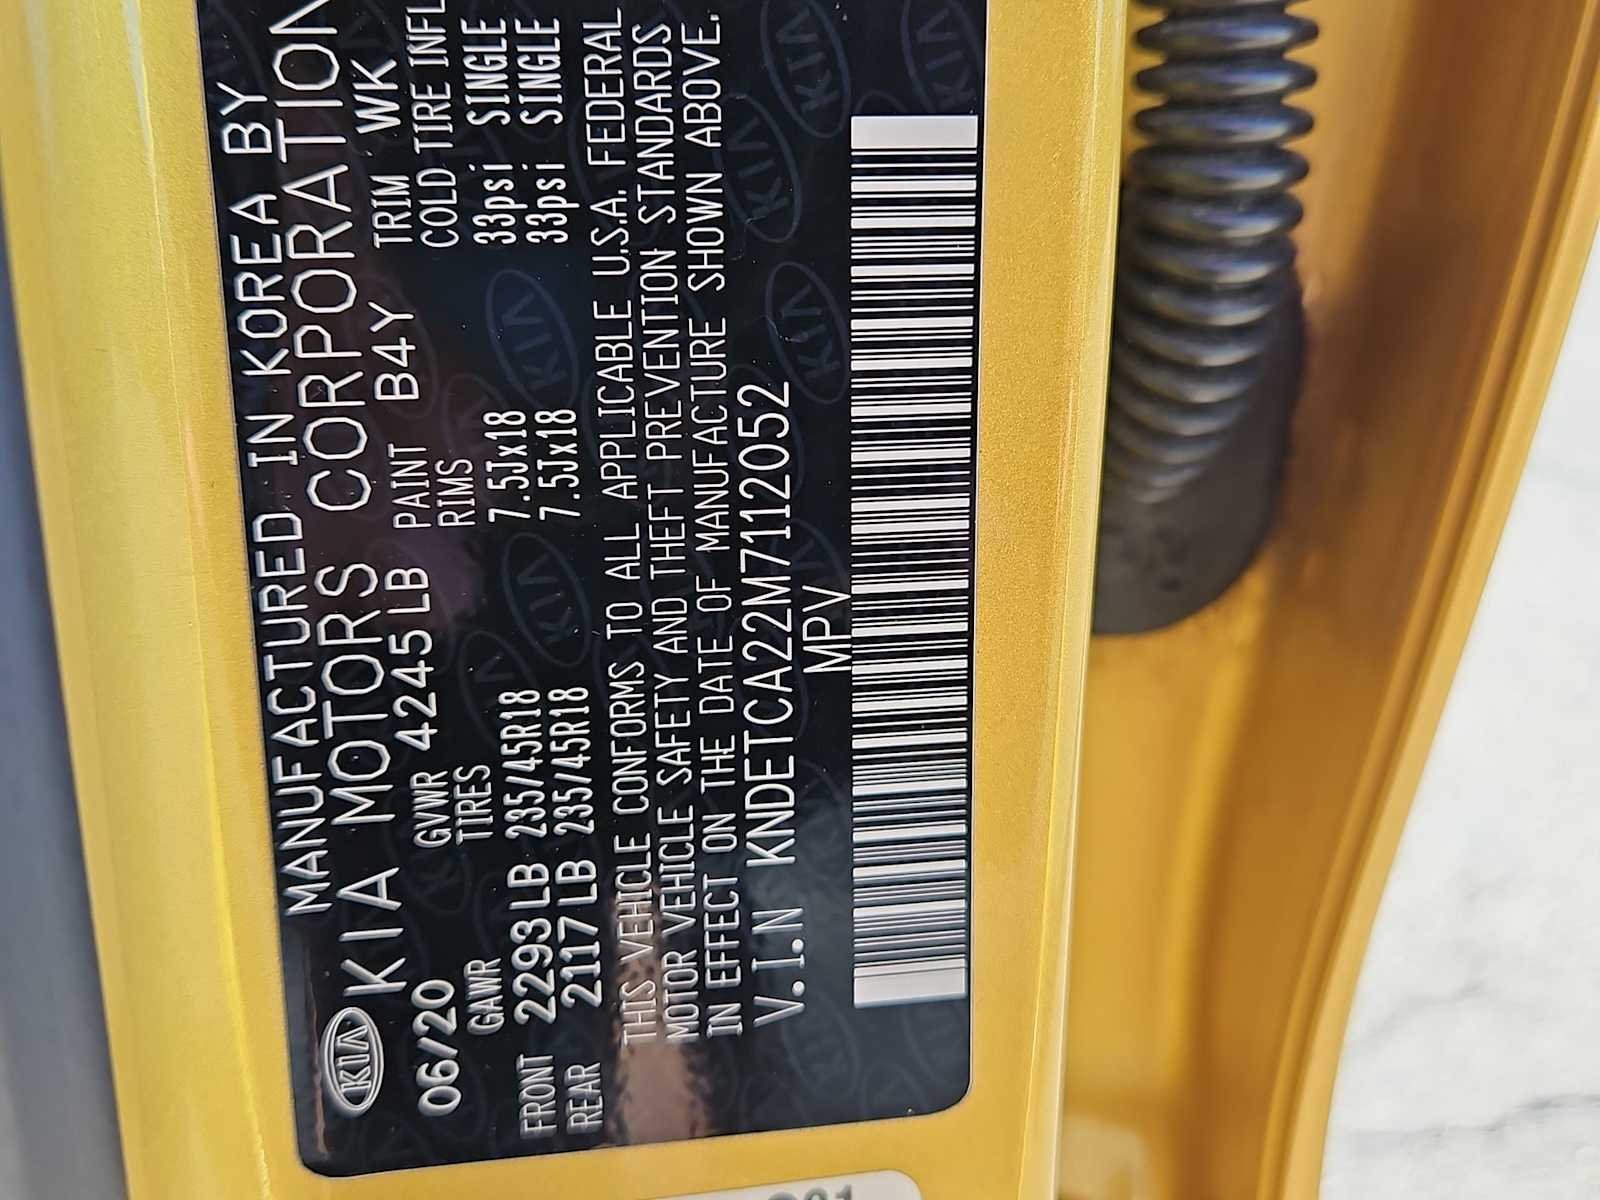 MANUFACTURED IN KOREA BY
KIA KIA MOTORS CORPORATION
06/20 GVWR 4245LB PAINT B4Y TRIM WK
GAWR TIRES RIMS COLD TIRE INFL
FRONT 2293LB 235/45R18 7.5Jx18 33psi SINGLE
REAR 2117LB 235/45R18 7.5Jx18 33psi SINGLE
THIS VEHICLE CONFORMS TO ALL APPLICABLE U.S.A. FEDERAL
MOTOR VEHICLE SAFETY AND THEFT PREVENTION STANDARDS
IN EFFECT ON THE DATE OF MANUFACTURE SHOWN ABOVE.
V.I.N KNDETCA22M7112052
MPV